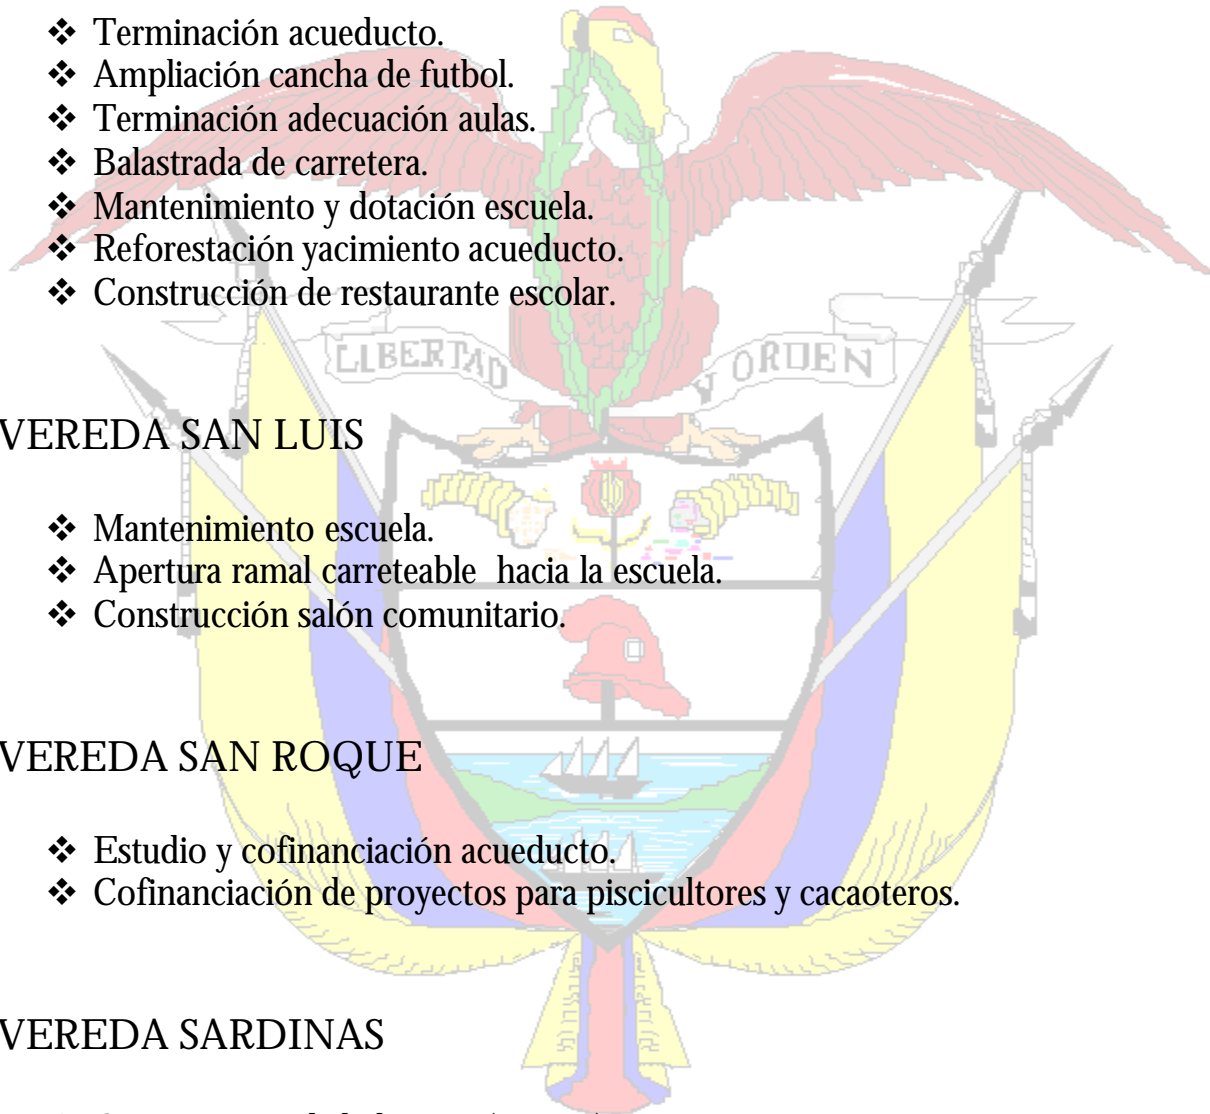 ❖ Terminación acueducto.
❖ Ampliación cancha de futbol.
❖ Terminación adecuación aulas.
❖ Balastrada de carretera.
❖ Mantenimiento y dotación escuela.
❖ Reforestación yacimiento acueducto.
❖ Construcción de restaurante escolar.
LIBERTAD Y ORDEN
VEREDA SAN LUIS
❖ Mantenimiento escuela.
❖ Apertura ramal carreteable hacia la escuela.
❖ Construcción salón comunitario.
VEREDA SAN ROQUE
❖ Estudio y cofinanciación acueducto.
❖ Cofinanciación de proyectos para piscicultores y cacaoteros.
VEREDA SARDINAS